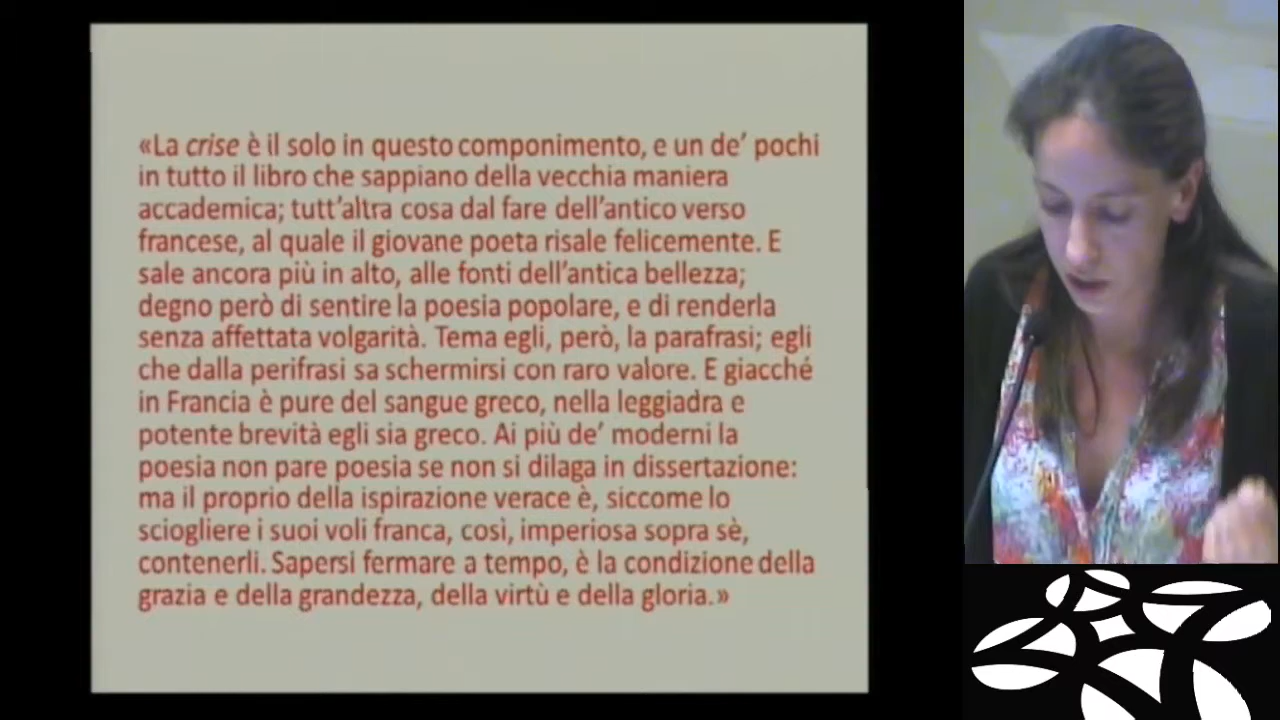 «La crise è il solo in questo componimento, e un de’ pochi
in tutto il libro che sappiano della vecchia maniera
accademica; tutt’altra cosa dal fare dell’antico verso
francese, al quale il giovane poeta risale felicemente. E
sale ancora più in alto, alle fonti dell’antica bellezza;
degno però di sentire la poesia popolare, e di renderla
senza affettata volgarità. Tema egli, però, la parafrasi; egli
che dalla perifrasi sa schermirsi con raro valore. E giacché
in Francia è pure del sangue greco, nella leggiadra e
potente brevità egli sia greco. Ai più de’ moderni la
poesia non pare poesia se non si dilaga in dissertazione:
ma il proprio della ispirazione verace è, siccome lo
sciogliere i suoi voli franca, così, imperiosa sopra sè,
contenerli. Sapersi fermare a tempo, è la condizione della
grazia e della grandezza, della virtù e della gloria.»